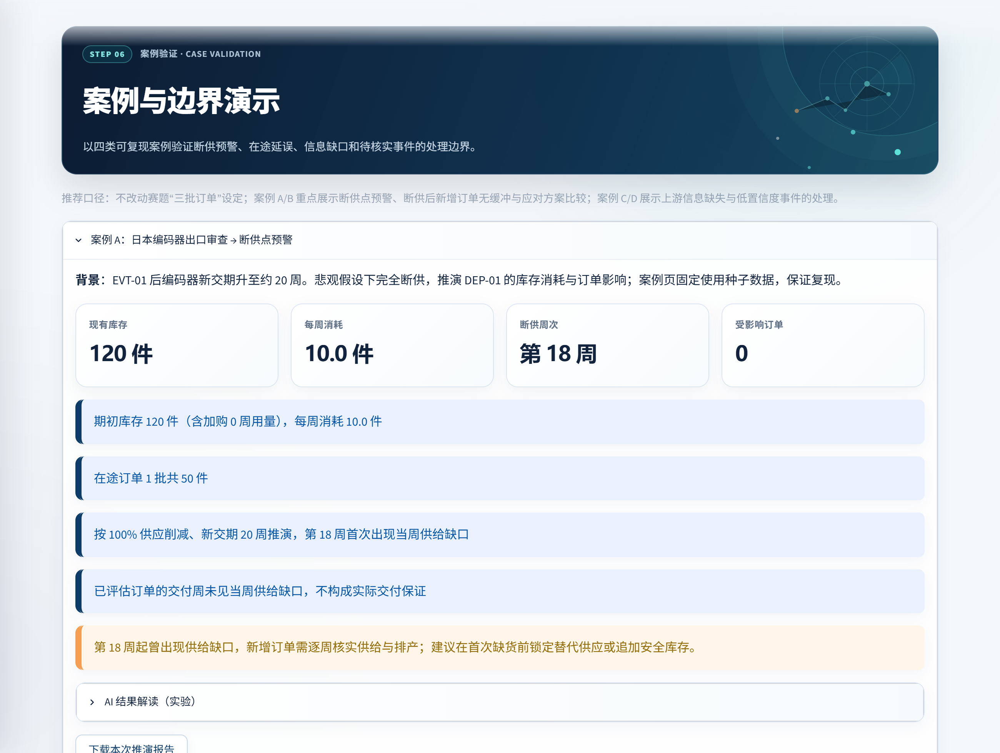 STEP 06 案例验证 · CASE VALIDATION
案例与边界演示
以四类可复现案例验证断供预警、在途延误、信息缺口和待核实事件的处理边界。
推荐口径：不改动赛题“三批订单”设定；案例 A/B 重点展示断供点预警、断供后新增订单无缓冲与应对方案比较；案例 C/D 展示上游信息缺失与低置信度事件的处理。
案例 A：日本编码器出口审查 → 断供点预警
背景：EVT-01 后编码器新交期升至约 20 周。悲观假设下完全断供，推演 DEP-01 的库存消耗与订单影响；案例页固定使用种子数据，保证复现。
现有库存
120 件
每周消耗
10.0 件
断供周次
第 18 周
受影响订单
0
期初库存 120 件（含加购 0 周用量），每周消耗 10.0 件
在途订单 1 批共 50 件
按 100% 供应削减、新交期 20 周推演，第 18 周首次出现当周供给缺口
已评估订单的交付周未见当周供给缺口，不构成实际交付保证
第 18 周起曾出现供给缺口，新增订单需逐周核实供给与排产；建议在首次缺货前锁定替代供应或追加安全库存。
AI 结果解读（实验）
下载本次推演报告